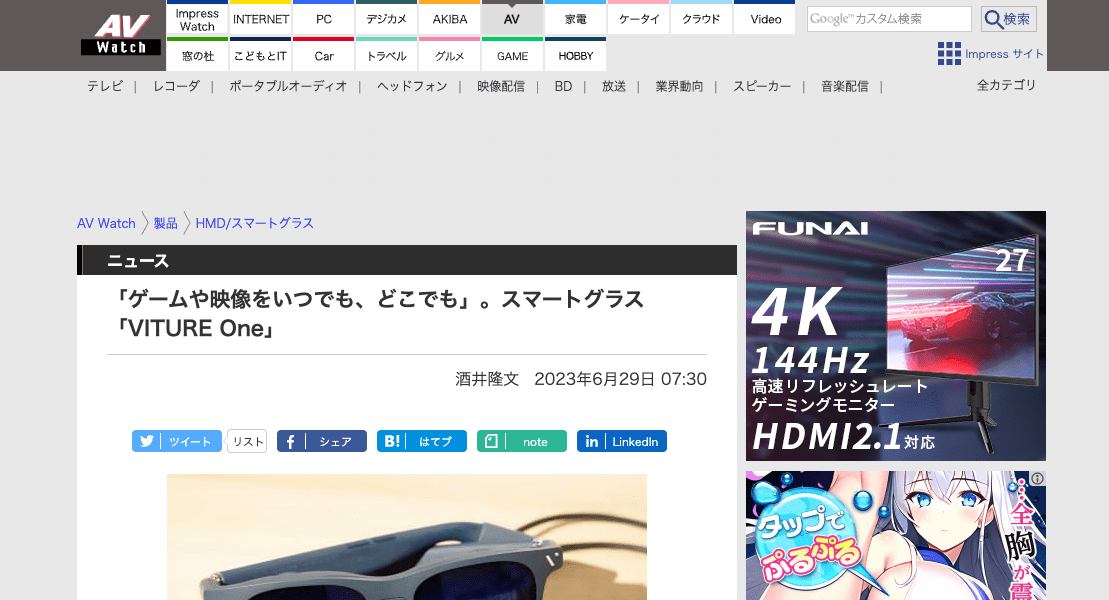 AV
Watch
Impress Watch
INTERNET
PC
デジカメ
AKIBA
AV
家電
ケータイ
クラウド
Video
窓の杜
こどもとIT
Car
トラベル
グルメ
GAME
HOBBY
Google™カスタム検索
検索
Impress サイト
テレビ | レコーダ | ポータブルオーディオ | ヘッドフォン | 映像配信 | BD | 放送 | 業界動向 | スピーカー | 音楽配信 |
全カテゴリ
AV Watch 〉製品 〉HMD/スマートグラス
ニュース
「ゲームや映像をいつでも、どこでも」。スマートグラス
「VITURE One」
酒井隆文 2023年6月29日 07:30
ツイート
リスト
シェア
B! はてブ
note
in LinkedIn
FUNAI
27
4K
144Hz
高速リフレッシュレート
ゲーミングモニター
HDMI2.1対応
タップで
ぷるぷる
…全
胸
が
震